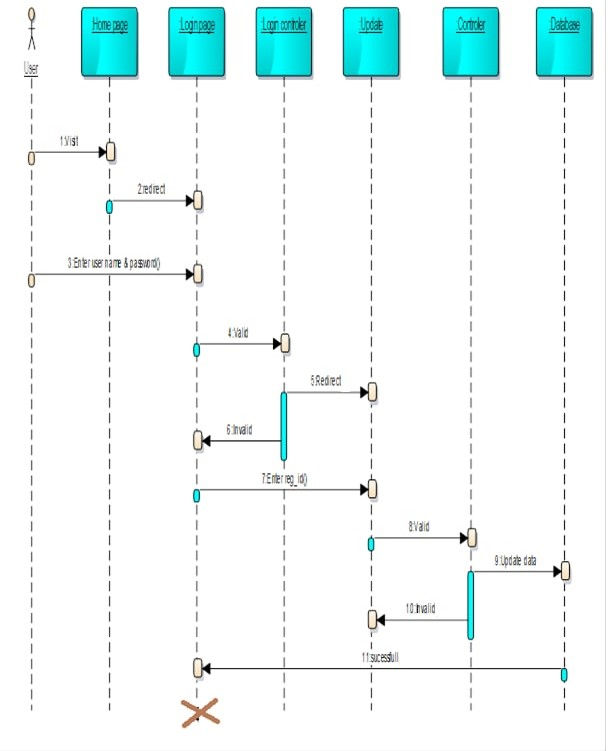 User
Home page
:Login page
:Login controler
:Update
:Controler
:Database
1:Visit
2:redirect
3:Enter user name & password()
4:Valid
5:Redirect
6:Invalid
7:Enter reg_id()
8:Valid
9:Update data
10:Invalid
11:sucessfull